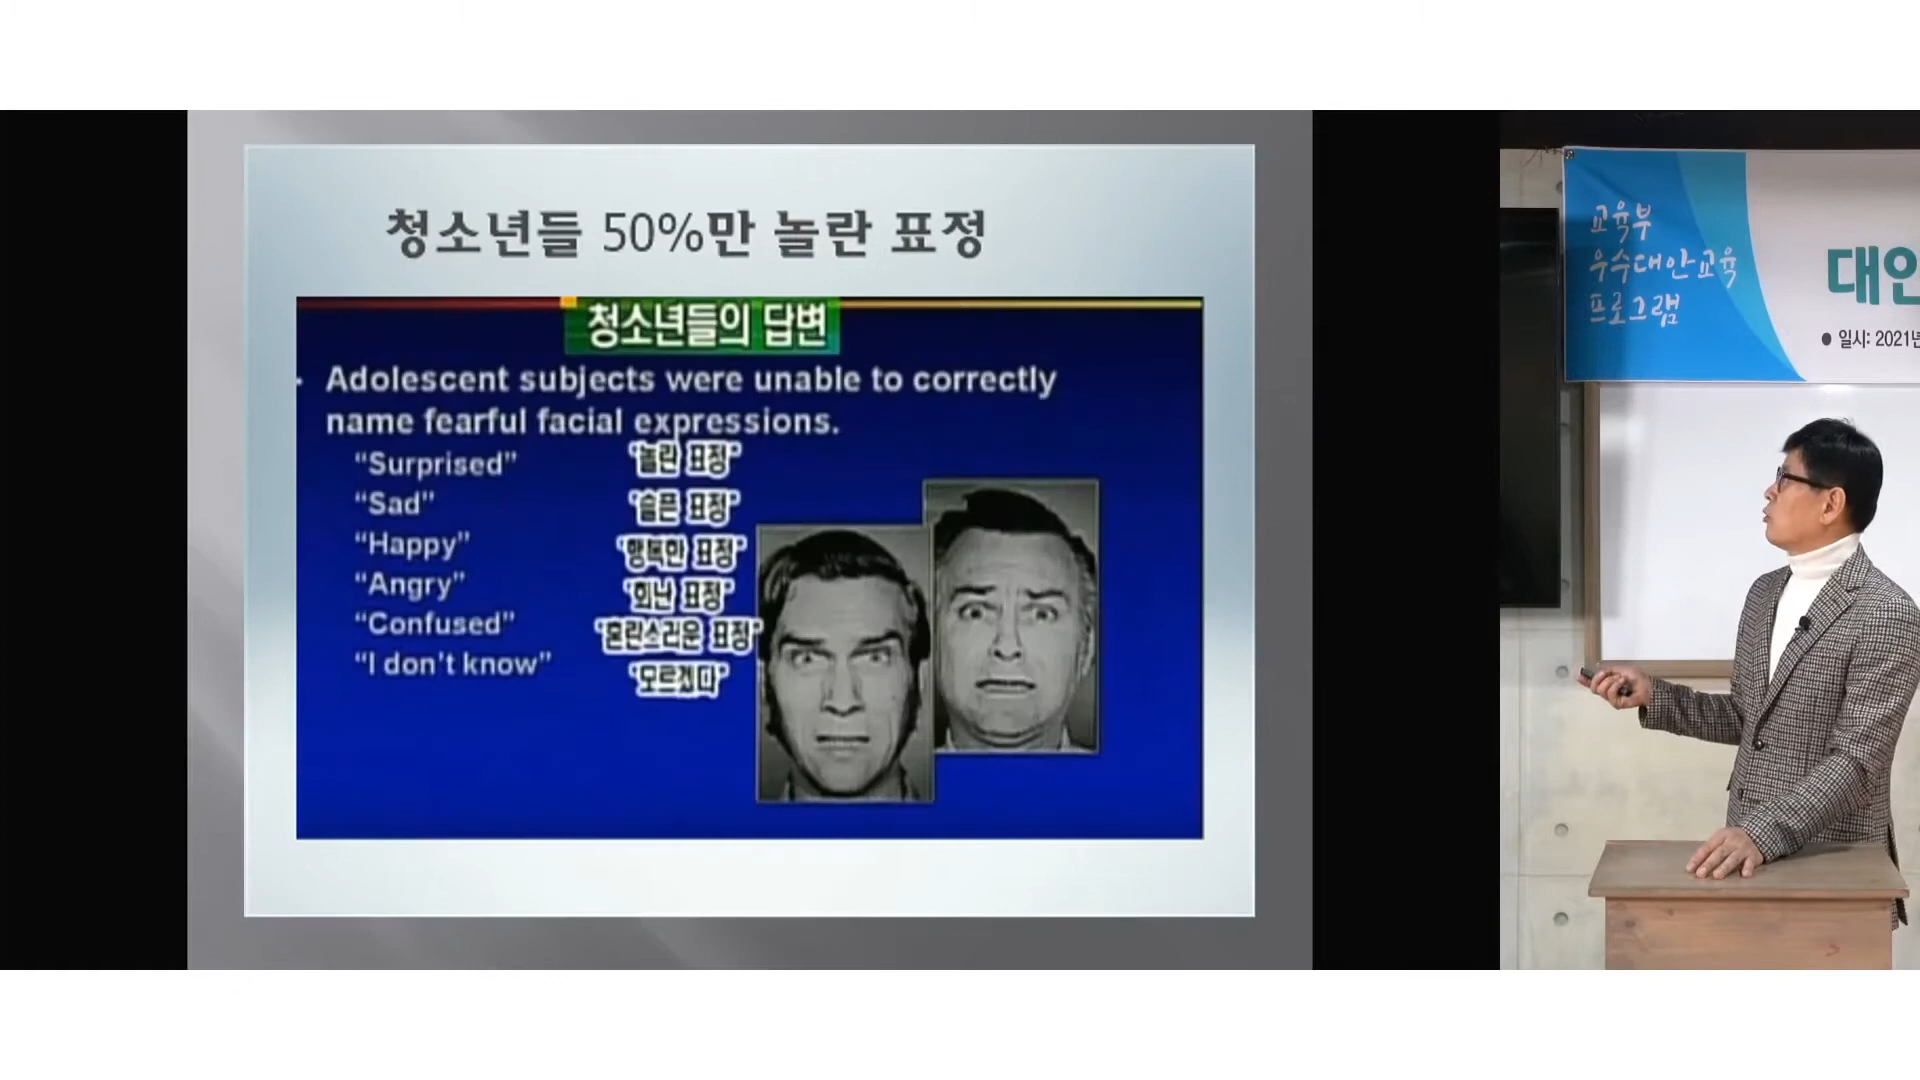 청소년들 50%만 놀란 표정
청소년들의 답변
Adolescent subjects were unable to correctly
name fearful facial expressions.
“Surprised” "놀란 표정"
“Sad” "슬픈 표정"
“Happy” "행복한 표정"
“Angry” "화난 표정"
“Confused” "혼란스러운 표정"
“I don’t know” "모르겠다"
교육부
우수대안교육
프로그램
대안
● 일시: 2021년